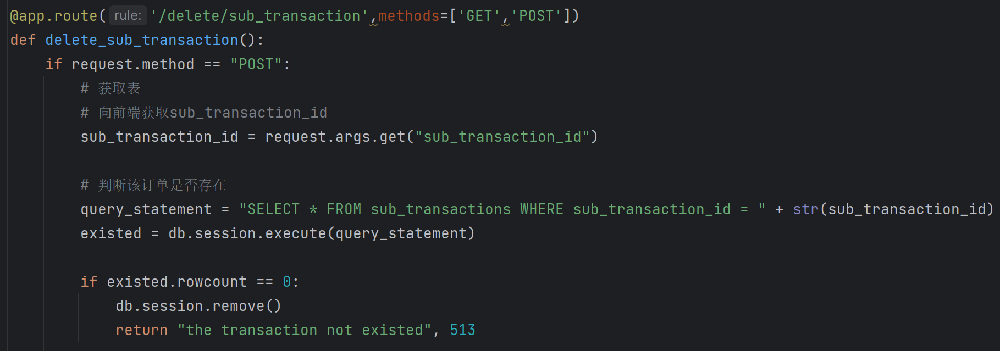 @app.route( rule: '/delete/sub_transaction',methods=['GET','POST'])
def delete_sub_transaction():
if request.method == "POST":
# 获取表
# 向前端获取sub_transaction_id
sub_transaction_id = request.args.get("sub_transaction_id")
# 判断该订单是否存在
query_statement = "SELECT * FROM sub_transactions WHERE sub_transaction_id = " + str(sub_transaction_id)
existed = db.session.execute(query_statement)
if existed.rowcount == 0:
db.session.remove()
return "the transaction not existed", 513